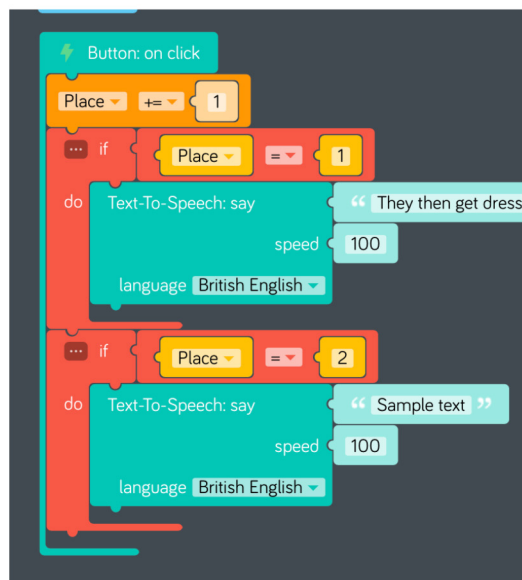 Button: on click
Place += 1
... if Place = 1
do Text-To-Speech: say “ They then get dress
speed 100
language British English
... if Place = 2
do Text-To-Speech: say “ Sample text ”
speed 100
language British English